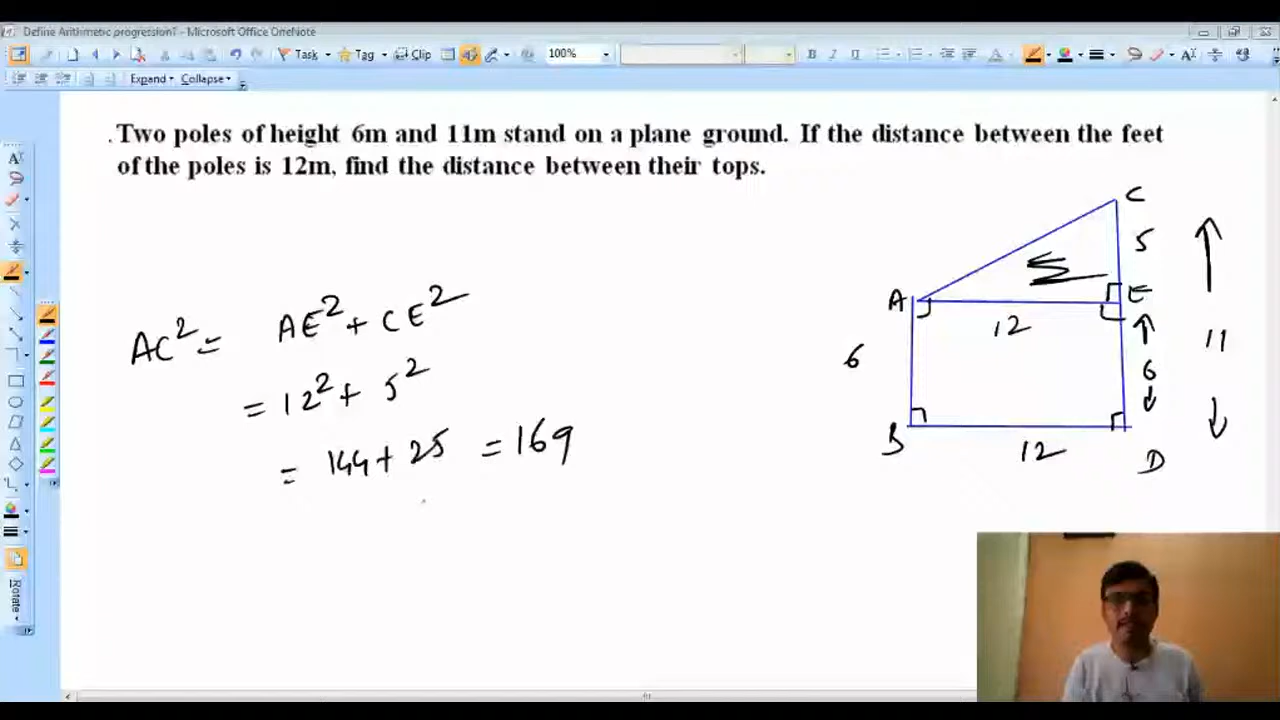 Define Arithmetic progression? - Microsoft Office OneNote
Task Tag Clip 100% B I U
Expand Collapse
. Two poles of height 6m and 11m stand on a plane ground. If the distance between the feet
of the poles is 12m, find the distance between their tops.
C
5
A E
12
6 6 11
B 12 D
AC² = AE² + CE²
= 12² + 5²
= 144 + 25 = 169
Rotate